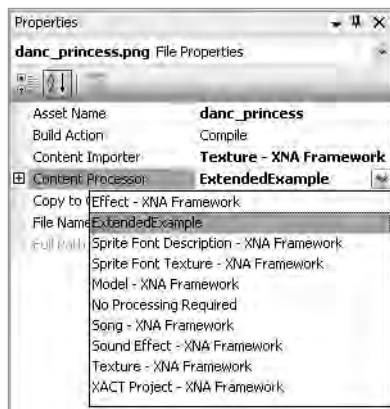 Properties
danc_princess.png File Properties
Asset Name danc_princess
Build Action Compile
Content Importer Texture - XNA Framework
Content Processor ExtendedExample
Copy to
Effect - XNA Framework
File Name
ExtendedExample
Full Path
Sprite Font Description - XNA Framework
Sprite Font Texture - XNA Framework
Model - XNA Framework
No Processing Required
Song - XNA Framework
Sound Effect - XNA Framework
Texture - XNA Framework
XACT Project - XNA Framework